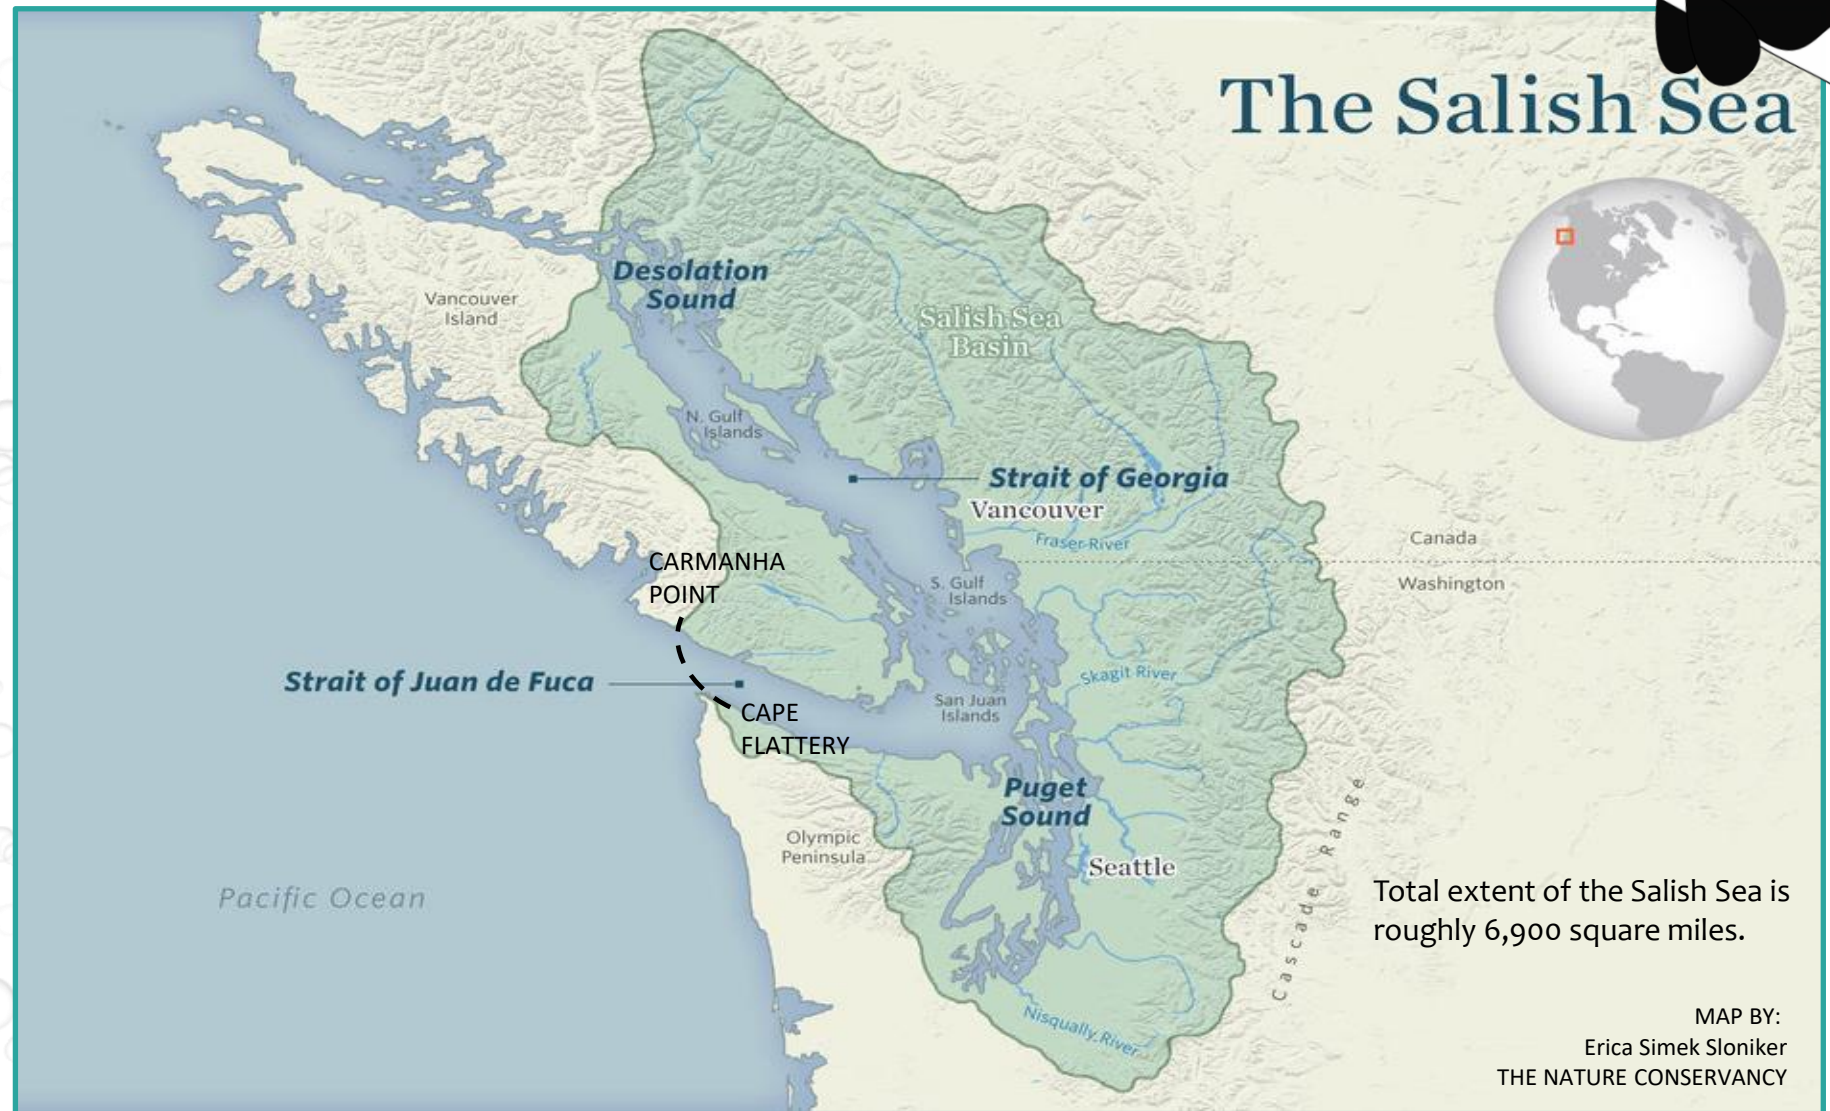 The Salish Sea
Desolation
Sound
Vancouver
Island
Salish Sea
Basin
N. Gulf
Islands
Strait of Georgia
Vancouver
Fraser River
Canada
Washington
CARMANHA
POINT
S. Gulf
Islands
Strait of Juan de Fuca
Skagit River
San Juan
Islands
CAPE
FLATTERY
Puget
Sound
Olympic
Peninsula
Seattle
Cascade Range
Pacific Ocean
Total extent of the Salish Sea is
roughly 6,900 square miles.
Nisqually River
MAP BY:
Erica Simek Sloniker
THE NATURE CONSERVANCY